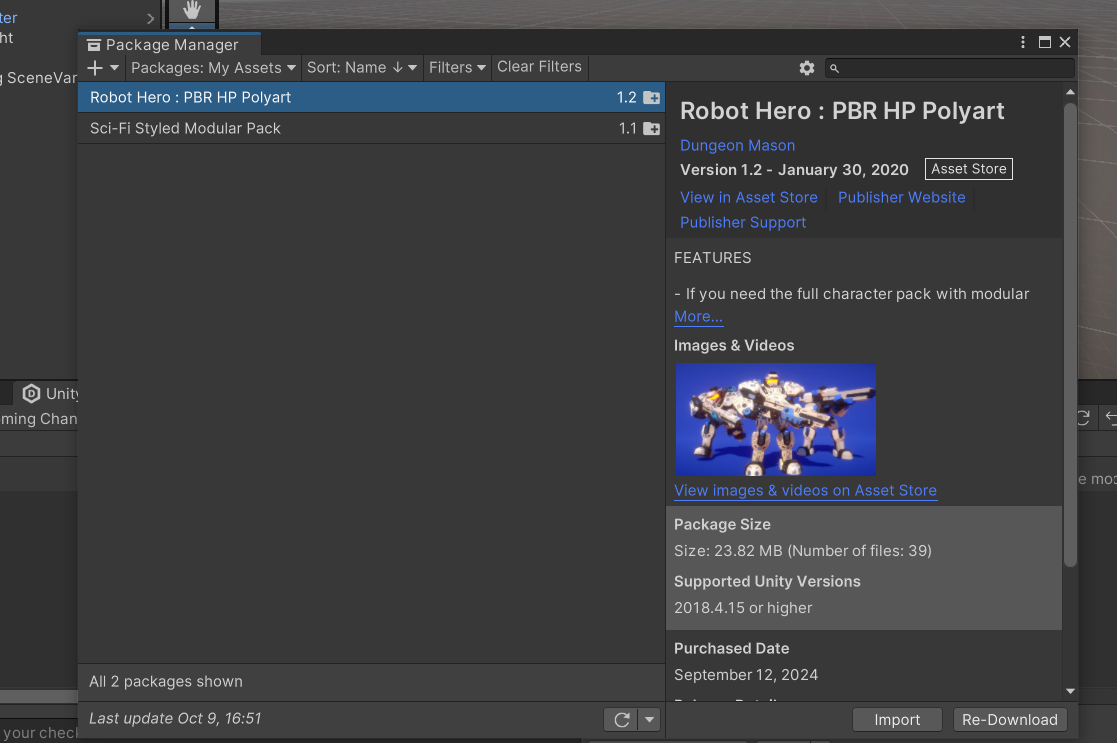 ter
ht
g SceneVar
Package Manager
Packages: My Assets
Sort: Name ↓
Filters
Clear Filters
Robot Hero : PBR HP Polyart 1.2
Sci-Fi Styled Modular Pack 1.1
Robot Hero : PBR HP Polyart
Dungeon Mason
Version 1.2 - January 30, 2020 Asset Store
View in Asset Store Publisher Website
Publisher Support
FEATURES
- If you need the full character pack with modular
More...
Images & Videos
View images & videos on Asset Store
Package Size
Size: 23.82 MB (Number of files: 39)
Supported Unity Versions
2018.4.15 or higher
Purchased Date
September 12, 2024
All 2 packages shown
Last update Oct 9, 16:51
Import
Re-Download
Unity
ming Chan
e mod
your check